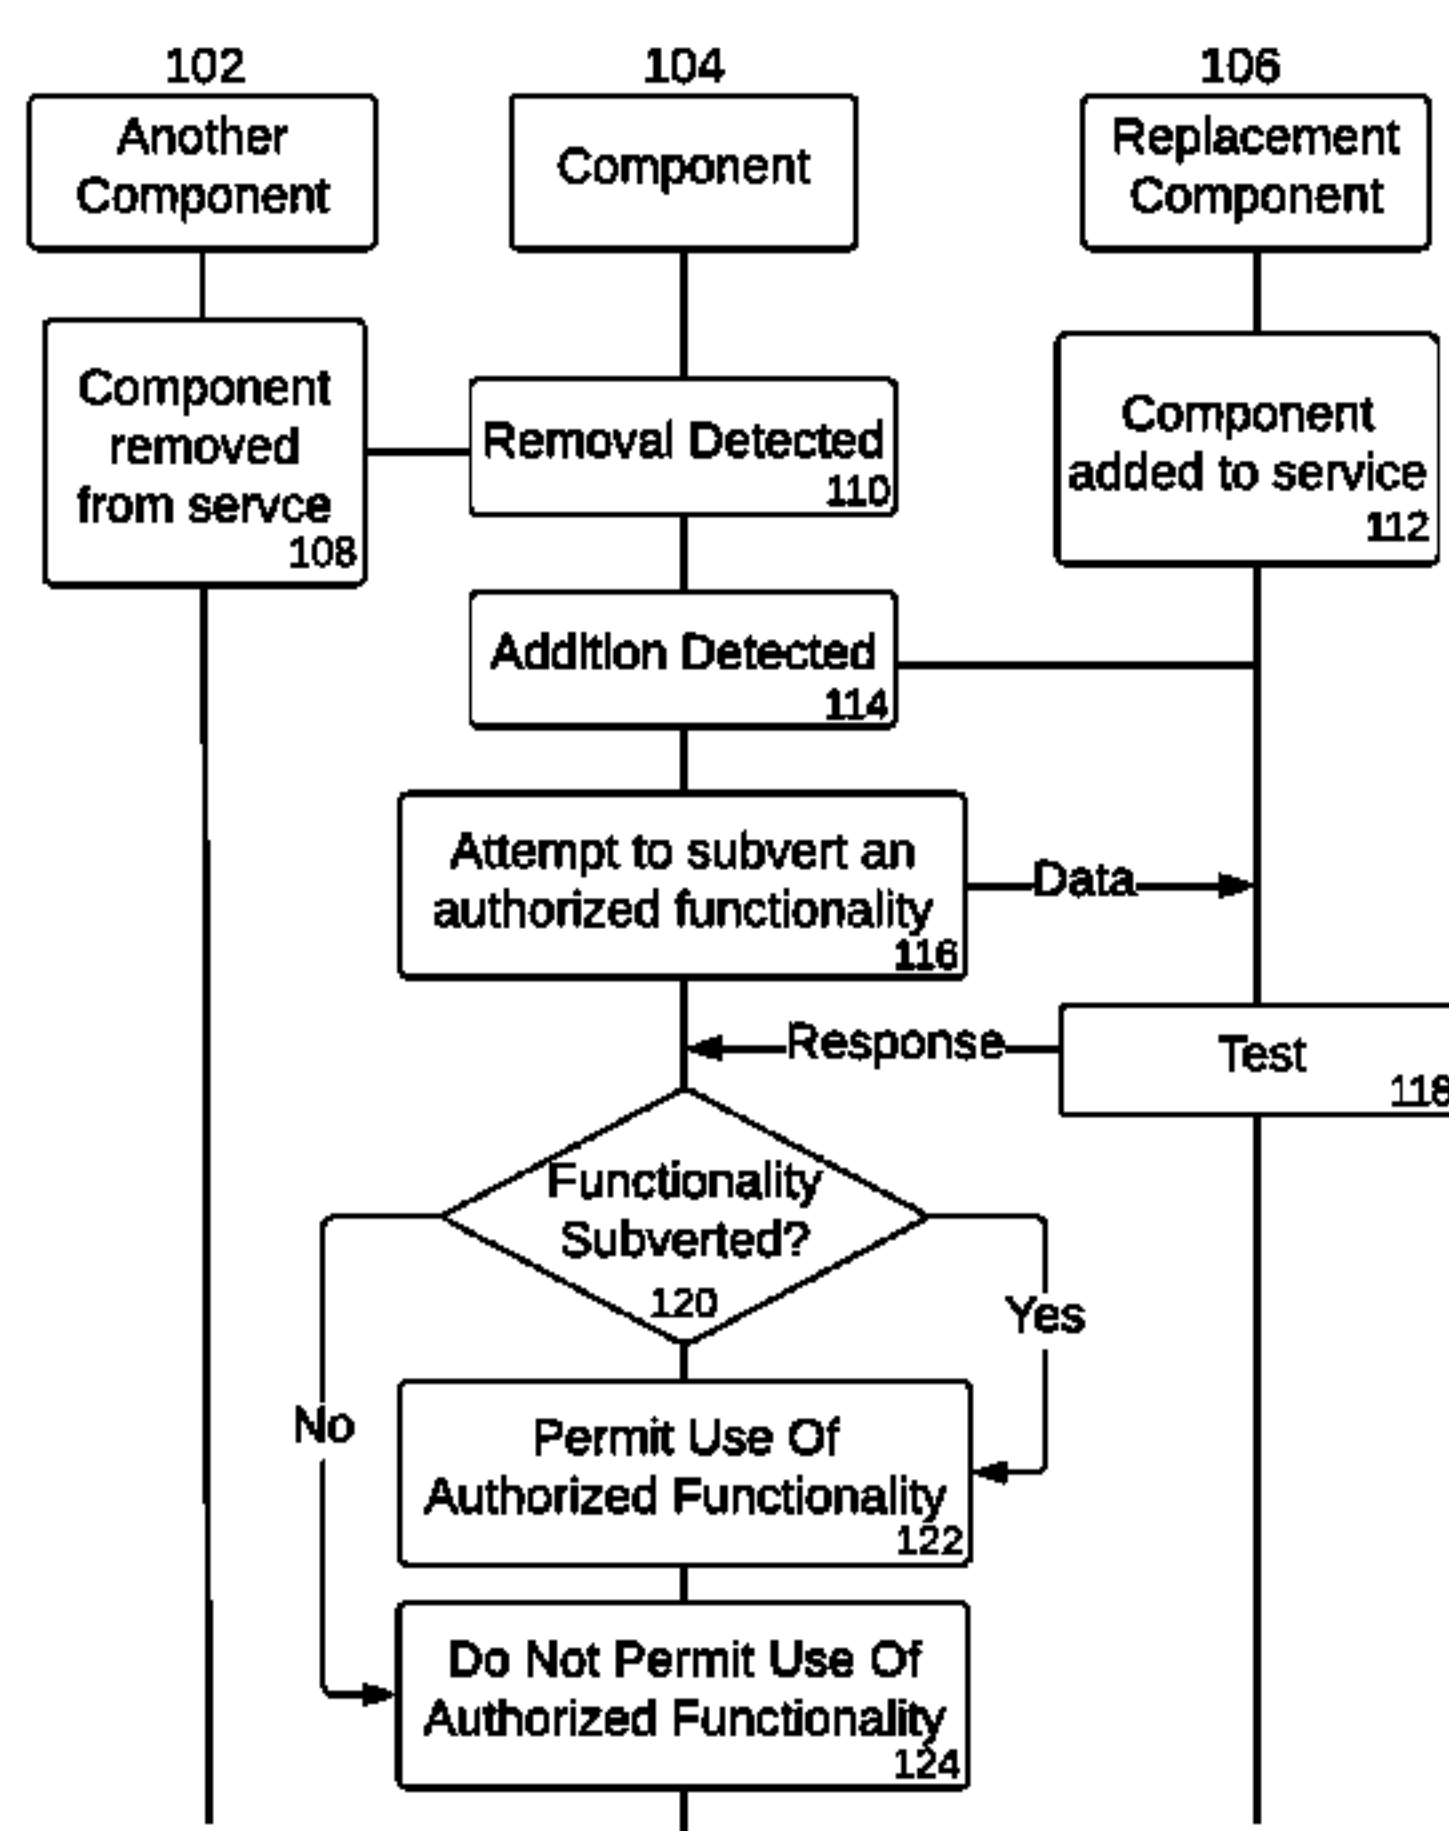 102
Another
Component
104
Component
106
Replacement
Component
Component
removed
from servce
108
Removal Detected
110
Component
added to service
112
Addition Detected
114
Attempt to subvert an
authorized functionality
116
Data
Response
Test
118
Functionality
Subverted?
120
Yes
No
Permit Use Of
Authorized Functionality
122
Do Not Permit Use Of
Authorized Functionality
124